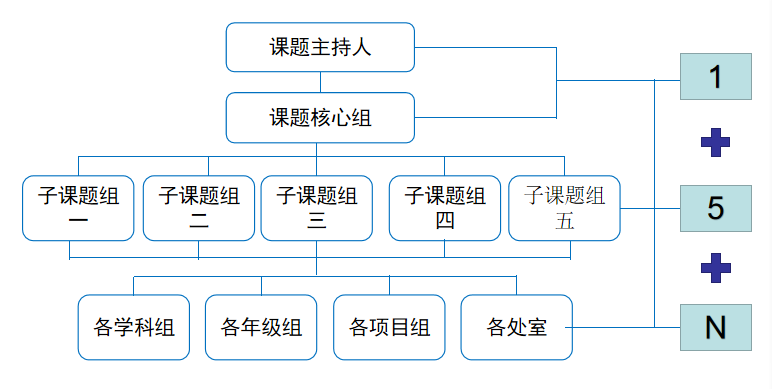 课题主持人
1
课题核心组
子课题组
一
子课题组
二
子课题组
三
子课题组
四
子课题组
五
5
各学科组
各年级组
各项目组
各处室
N